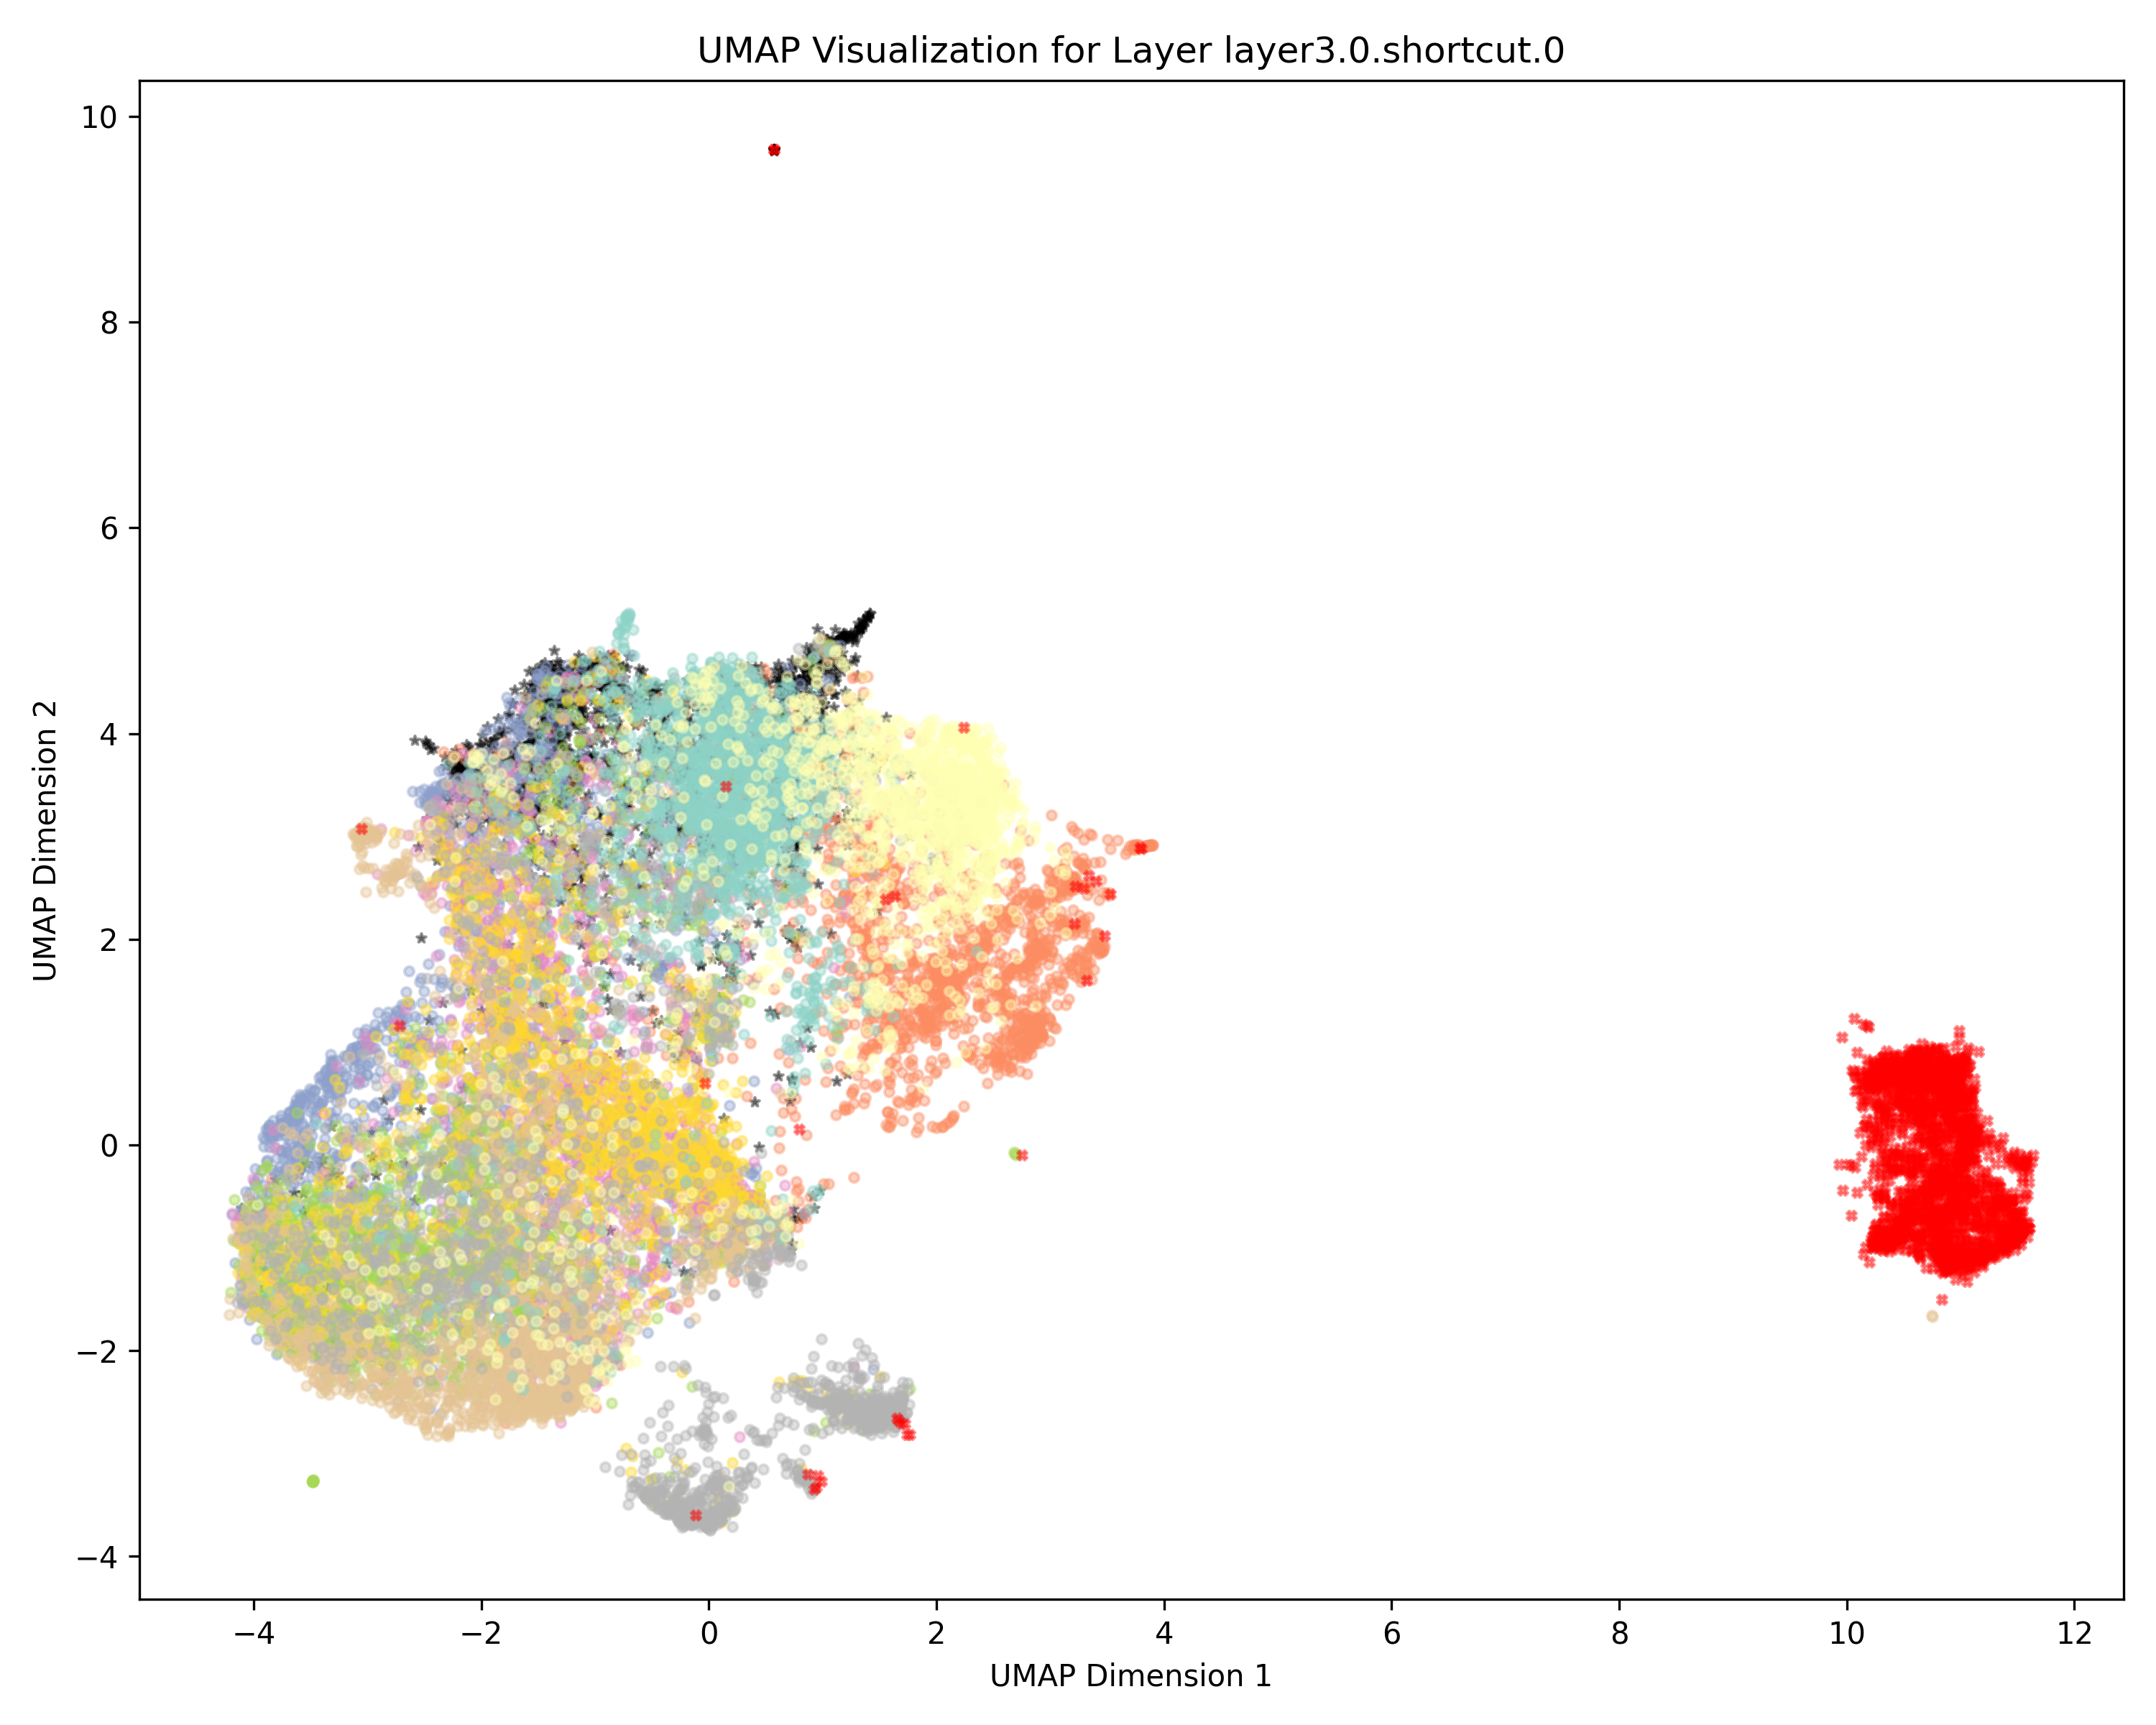 UMAP Visualization for Layer layer3.0.shortcut.0
10
8
6
4
2
0
−2
−4
UMAP Dimension 2
−4 −2 0 2 4 6 8 10 12
UMAP Dimension 1